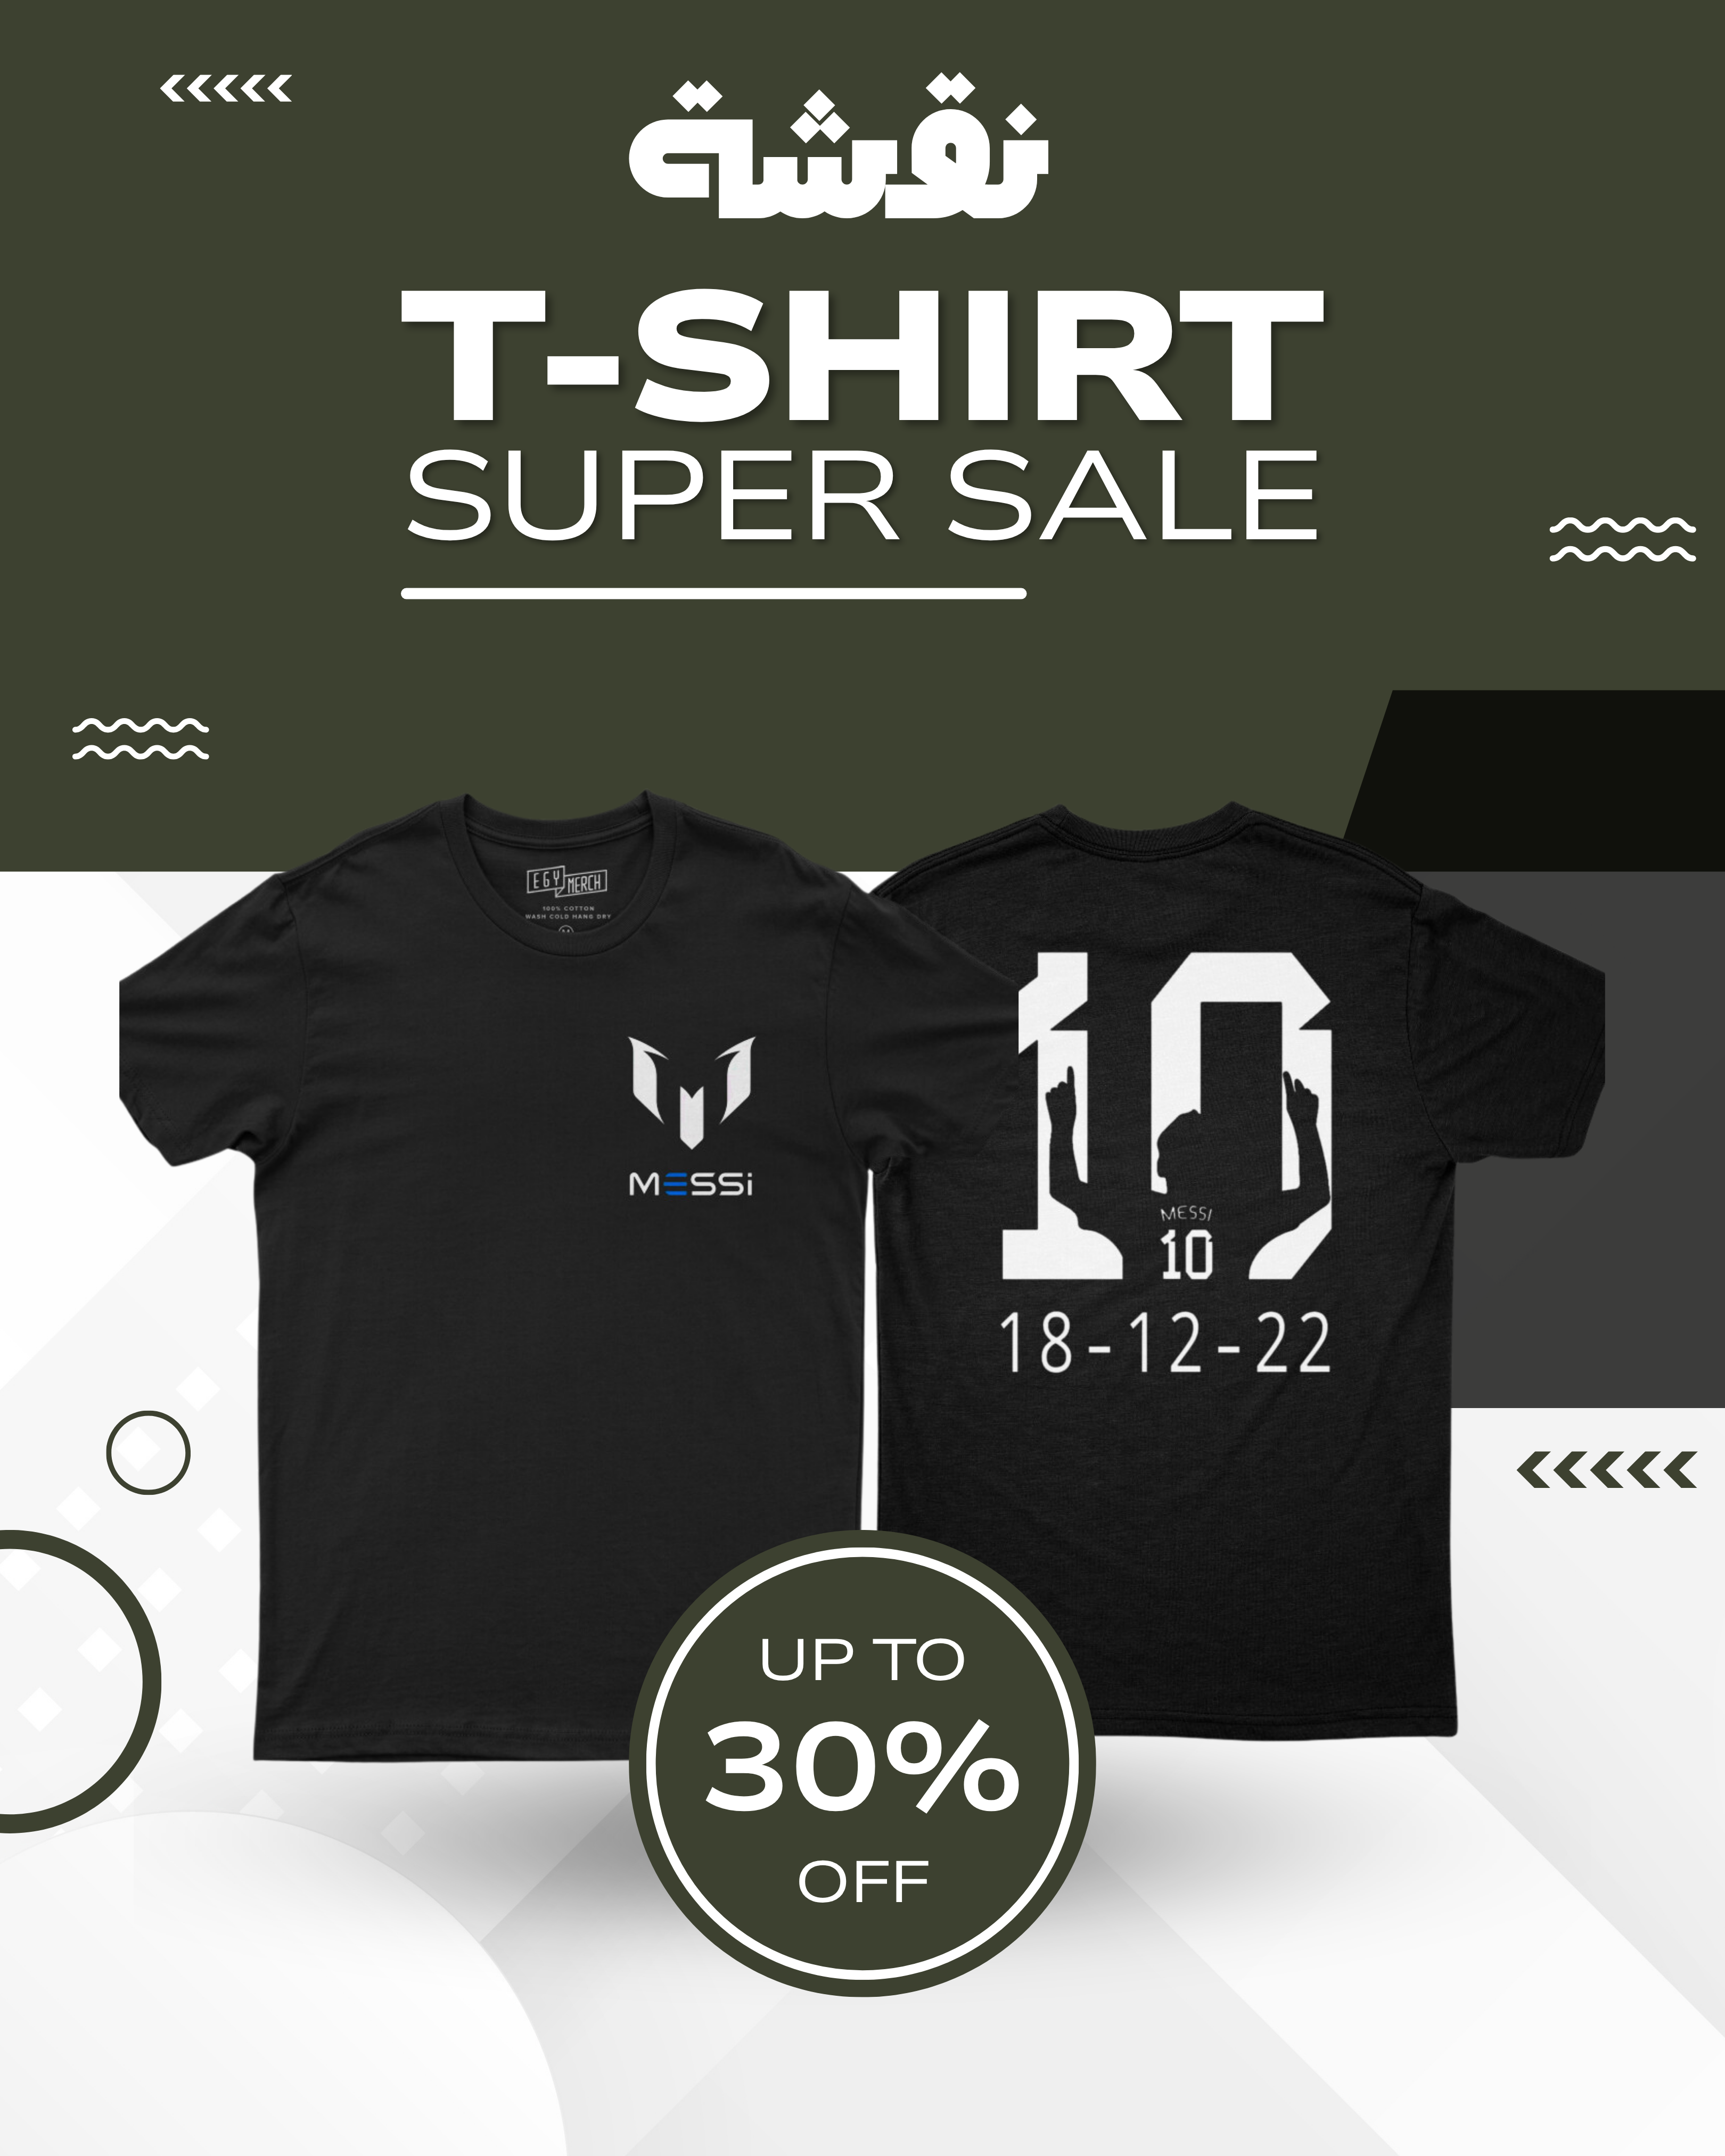 نقشة
T-SHIRT
SUPER SALE
EGY MERCH
100% COTTON
WASH COLD HANG DRY
MESSi
10
MESSI
10
18-12-22
UP TO
30%
OFF